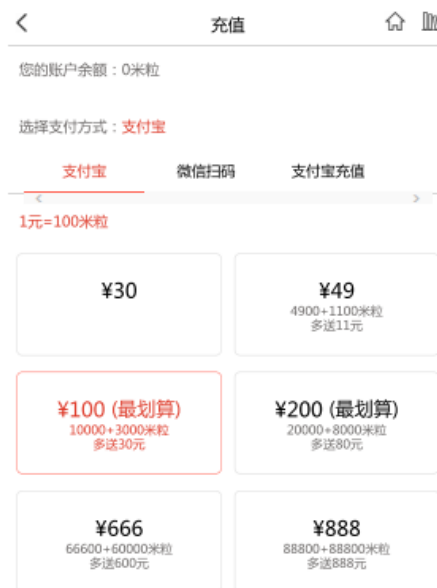 充值
您的账户余额：0米粒
选择支付方式：支付宝
支付宝 微信扫码 支付宝充值
1元=100米粒
¥30
¥49
4900+1100米粒
多送11元
¥100 (最划算)
10000+3000米粒
多送30元
¥200 (最划算)
20000+8000米粒
多送80元
¥666
66600+60000米粒
多送600元
¥888
88800+88800米粒
多送888元